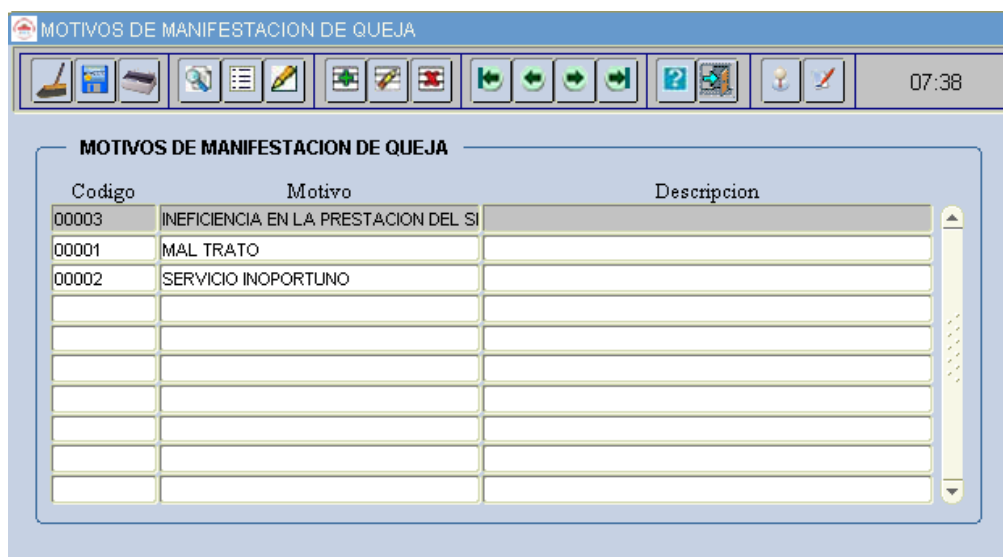 MOTIVOS DE MANIFESTACION DE QUEJA
07:38
MOTIVOS DE MANIFESTACION DE QUEJA
Codigo Motivo Descripcion
00003 INEFICIENCIA EN LA PRESTACION DEL
00001 MAL TRATO
00002 SERVICIO INOPORTUNO